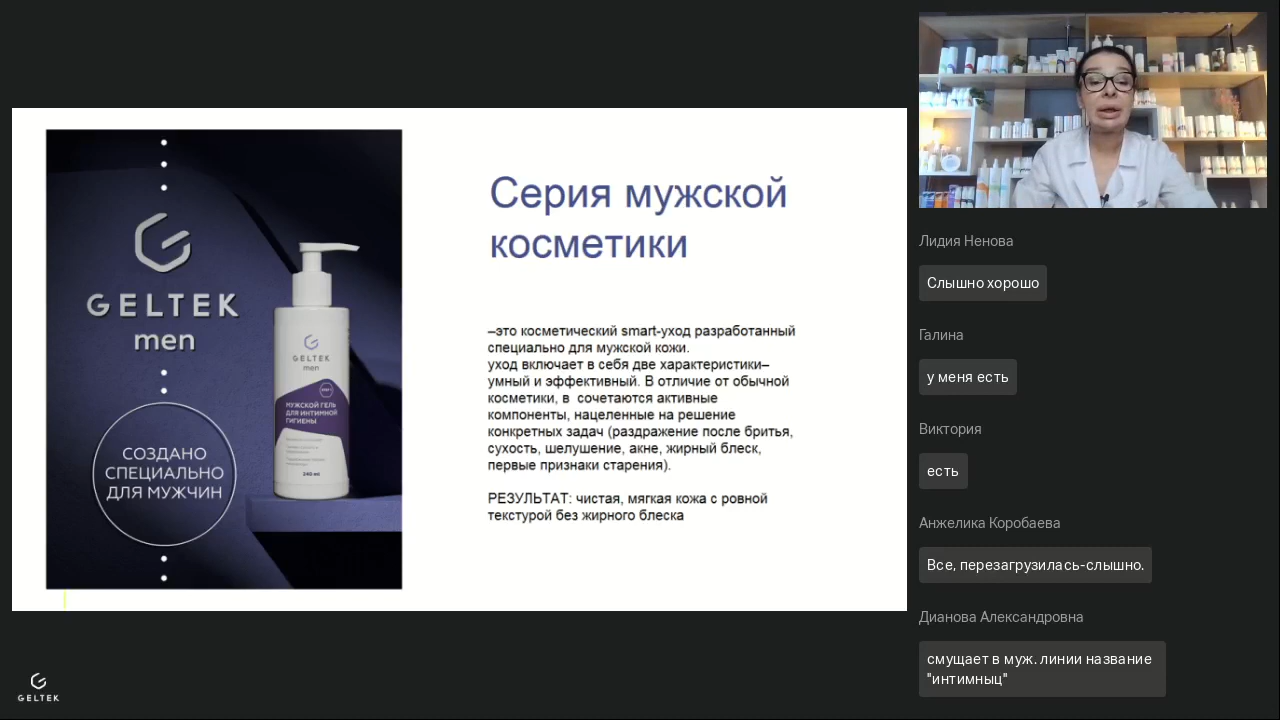 GELTEK
men
СОЗДАНО
СПЕЦИАЛЬНО
ДЛЯ МУЖЧИН
GELTEK
men
МУЖСКОЙ ГЕЛЬ
ДЛЯ ИНТИМНОЙ
ГИГИЕНЫ
240 ml
Серия мужской
косметики
–это косметический smart-уход разработанный
специально для мужской кожи.
уход включает в себя две характеристики–
умный и эффективный. В отличие от обычной
косметики, в сочетаются активные
компоненты, нацеленные на решение
конкретных задач (раздражение после бритья,
сухость, шелушение, акне, жирный блеск,
первые признаки старения).
РЕЗУЛЬТАТ: чистая, мягкая кожа с ровной
текстурой без жирного блеска
GELTEK
Лидия Ненова
Слышно хорошо
Галина
у меня есть
Виктория
есть
Анжелика Коробаева
Все, перезагрузилась-слышно.
Дианова Александровна
смущает в муж. линии название
"интимныц"